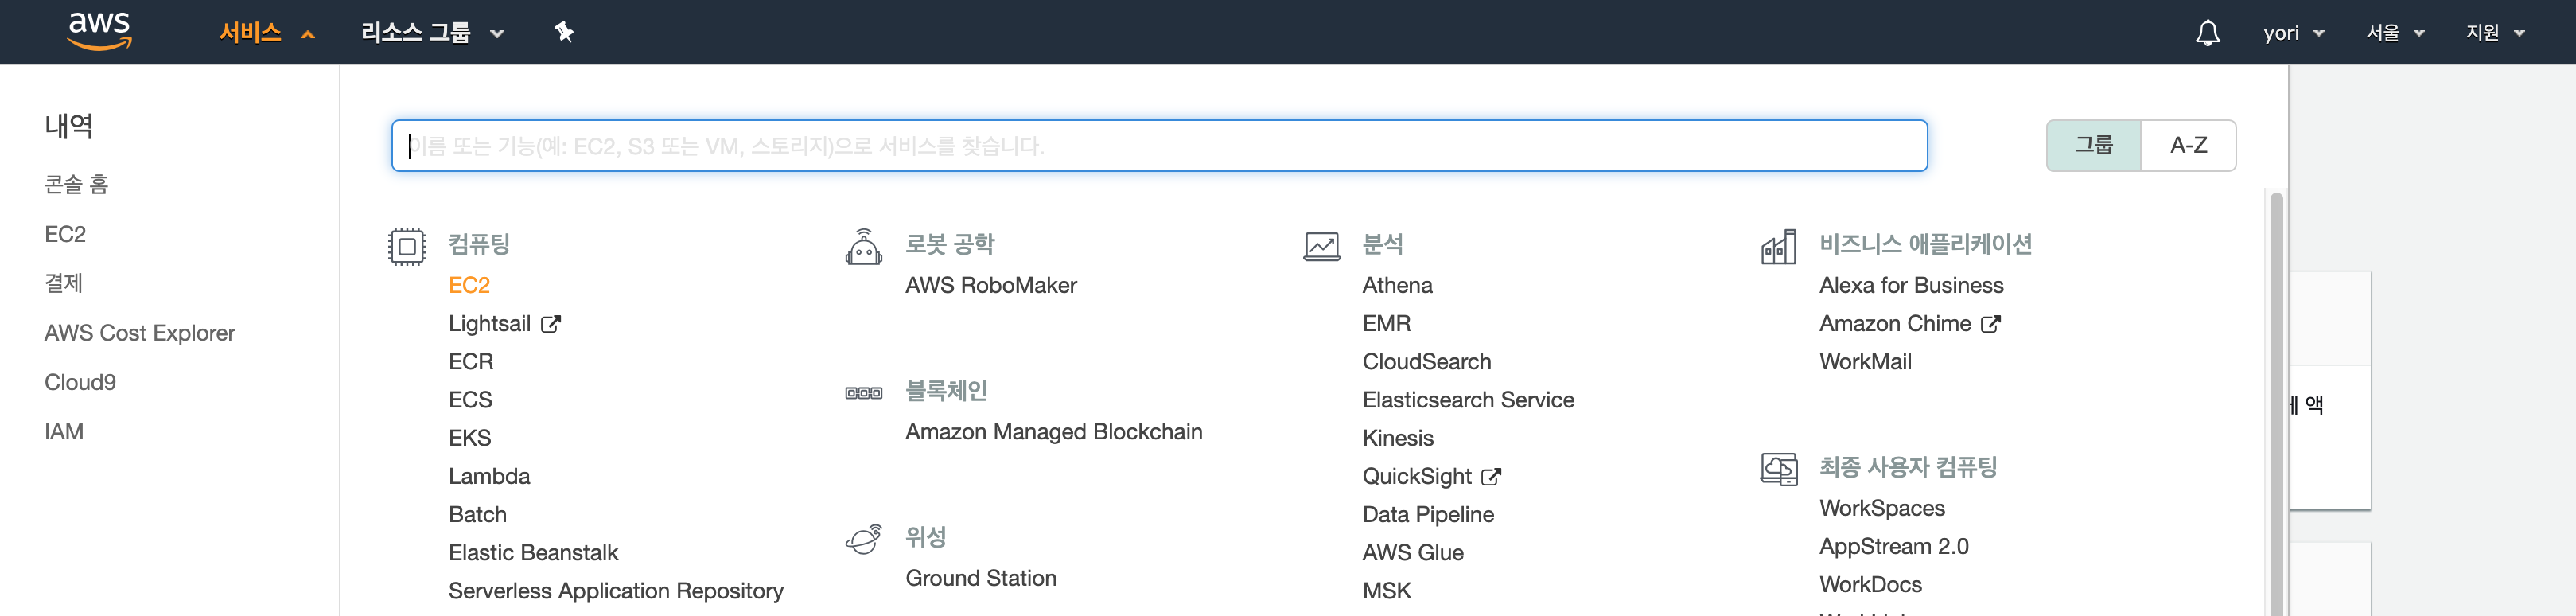 aws
서비스
리소스 그룹
yori
서울
지원
내역
콘솔 홈
EC2
결제
AWS Cost Explorer
Cloud9
IAM
이름 또는 기능(예: EC2, S3 또는 VM, 스토리지)으로 서비스를 찾습니다.
그룹
A-Z
컴퓨팅
EC2
Lightsail
ECR
ECS
EKS
Lambda
Batch
Elastic Beanstalk
Serverless Application Repository
로봇 공학
AWS RoboMaker
블록체인
Amazon Managed Blockchain
위성
Ground Station
분석
Athena
EMR
CloudSearch
Elasticsearch Service
Kinesis
QuickSight
Data Pipeline
AWS Glue
MSK
비즈니스 애플리케이션
Alexa for Business
Amazon Chime
WorkMail
최종 사용자 컴퓨팅
WorkSpaces
AppStream 2.0
WorkDocs
액